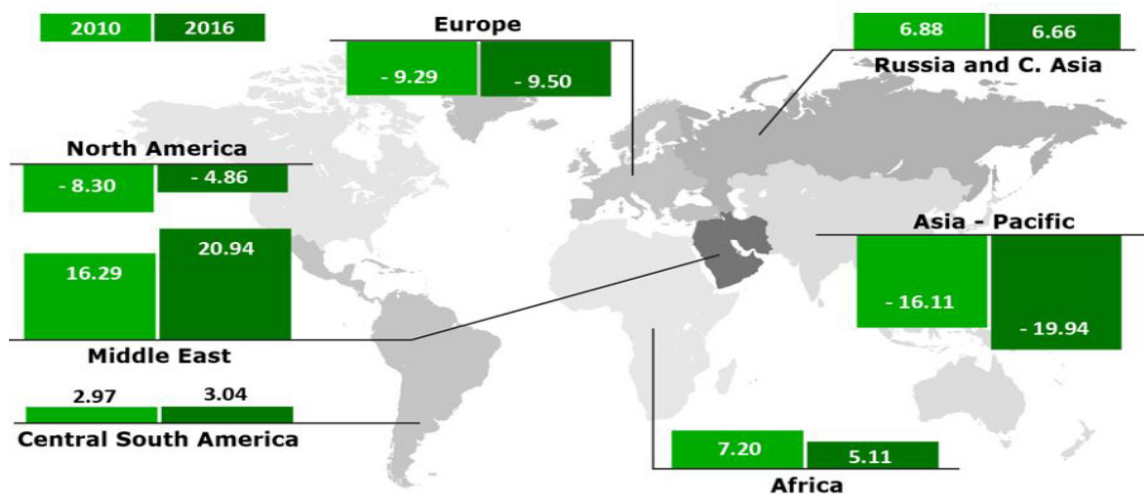 2010 2016
Europe
- 9.29 - 9.50
6.88 6.66
Russia and C. Asia
North America
- 8.30 - 4.86
16.29 20.94
Middle East
2.97 3.04
Central South America
Asia - Pacific
- 16.11 - 19.94
7.20 5.11
Africa